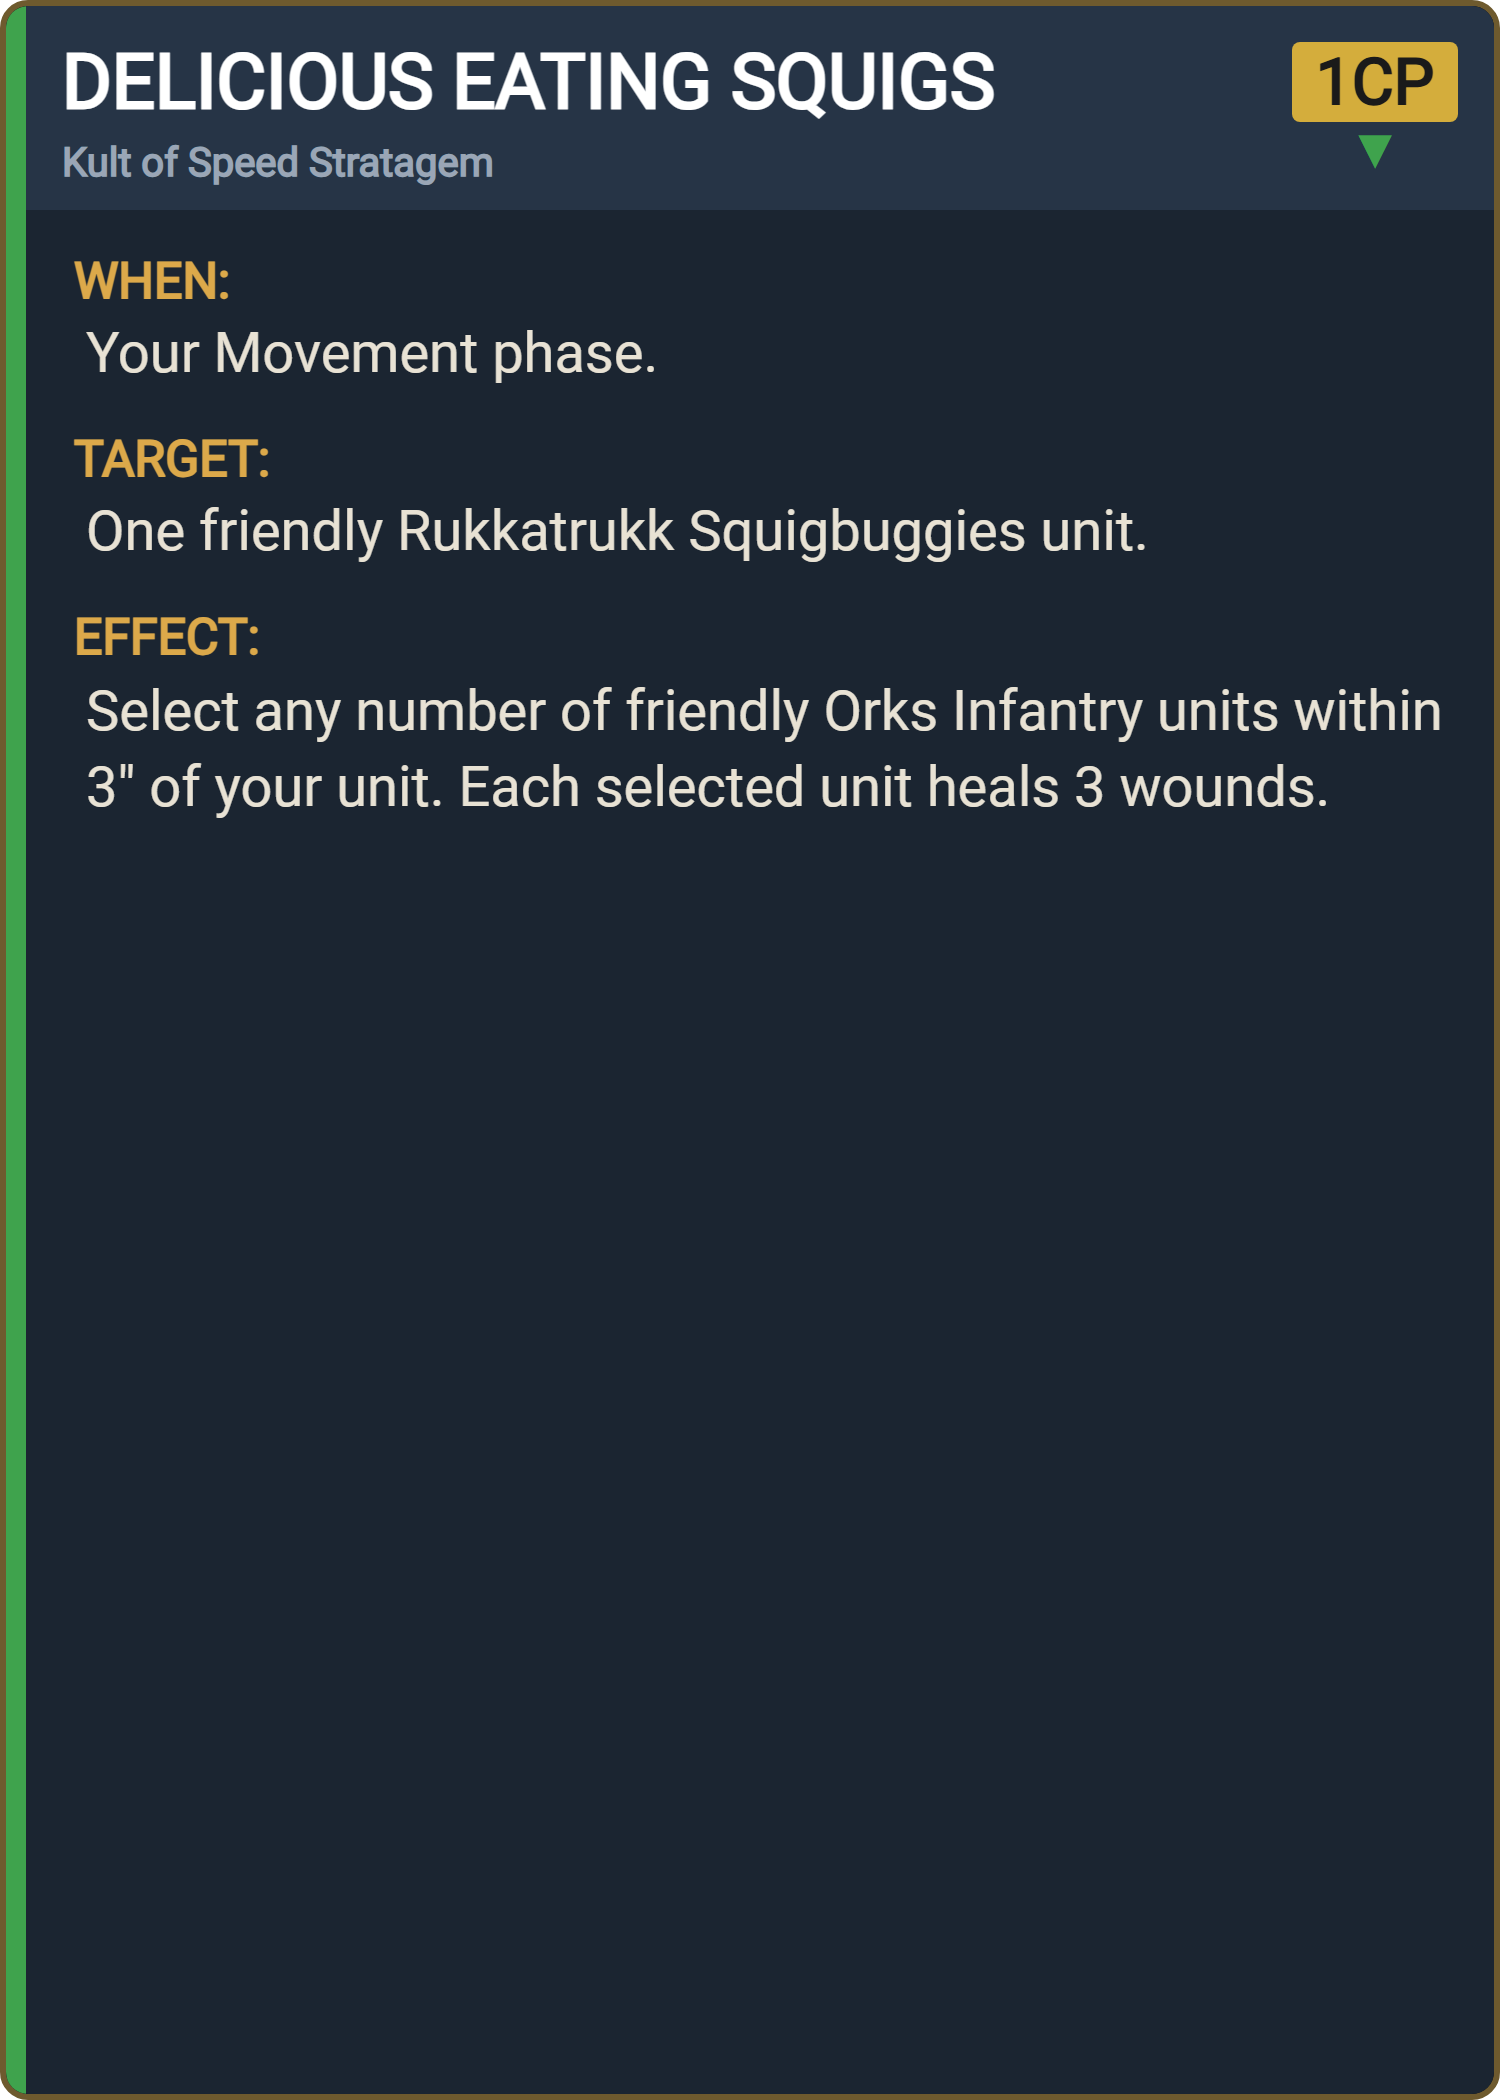 DELICIOUS EATING SQUIGS
1CP
Kult of Speed Stratagem
WHEN:
Your Movement phase.
TARGET:
One friendly Rukkatrukk Squigbuggies unit.
EFFECT:
Select any number of friendly Orks Infantry units within
3" of your unit. Each selected unit heals 3 wounds.